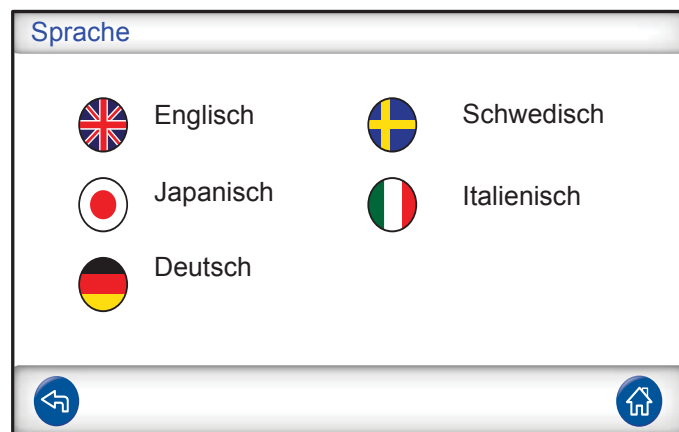 Sprache
Englisch
Schwedisch
Japanisch
Italienisch
Deutsch